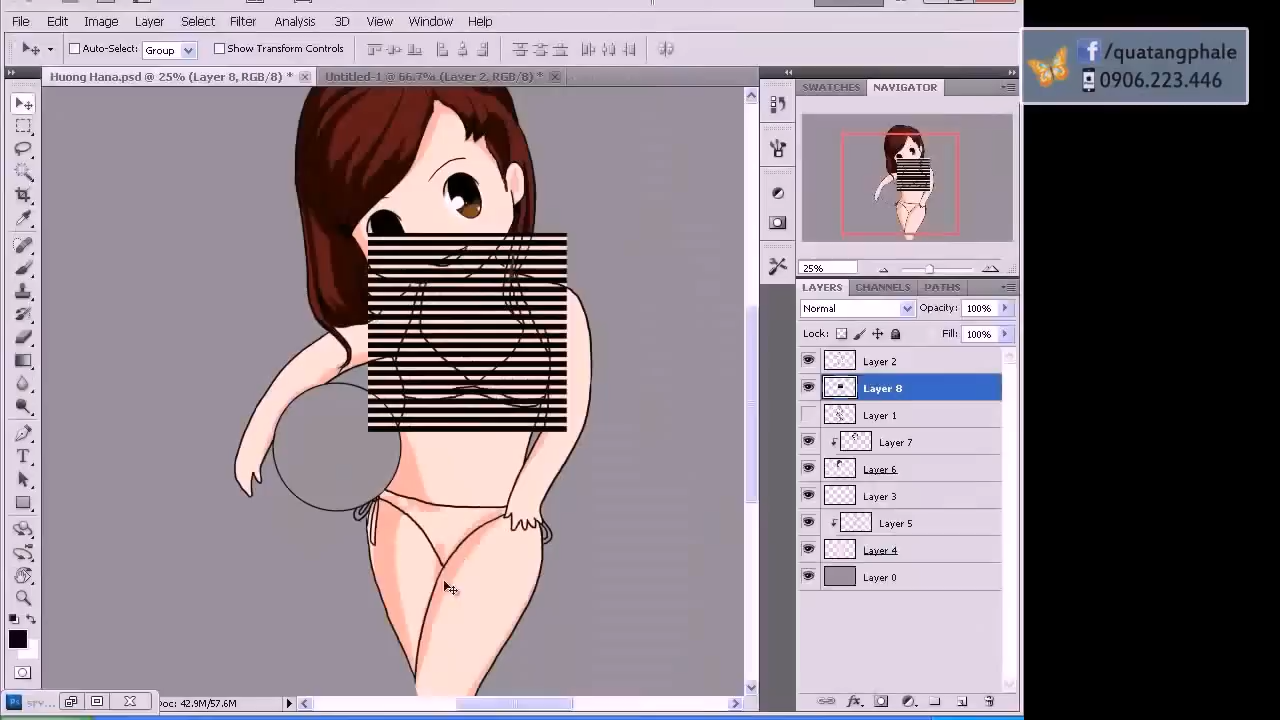 File Edit Image Layer Select Filter Analysis 3D View Window Help
Auto-Select: Group Show Transform Controls
Huong Hana.psd @ 25% (Layer 8, RGB/8) * Untitled-1 @ 66.7% (Layer 2, RGB/8) *
SWATCHES NAVIGATOR
/quatangphale
0906.223.446
25%
LAYERS CHANNELS PATHS
Normal Opacity: 100%
Lock: Fill: 100%
Layer 2
Layer 8
Layer 1
Layer 7
Layer 6
Layer 3
Layer 5
Layer 4
Layer 0
Doc: 42.9M/57.6M